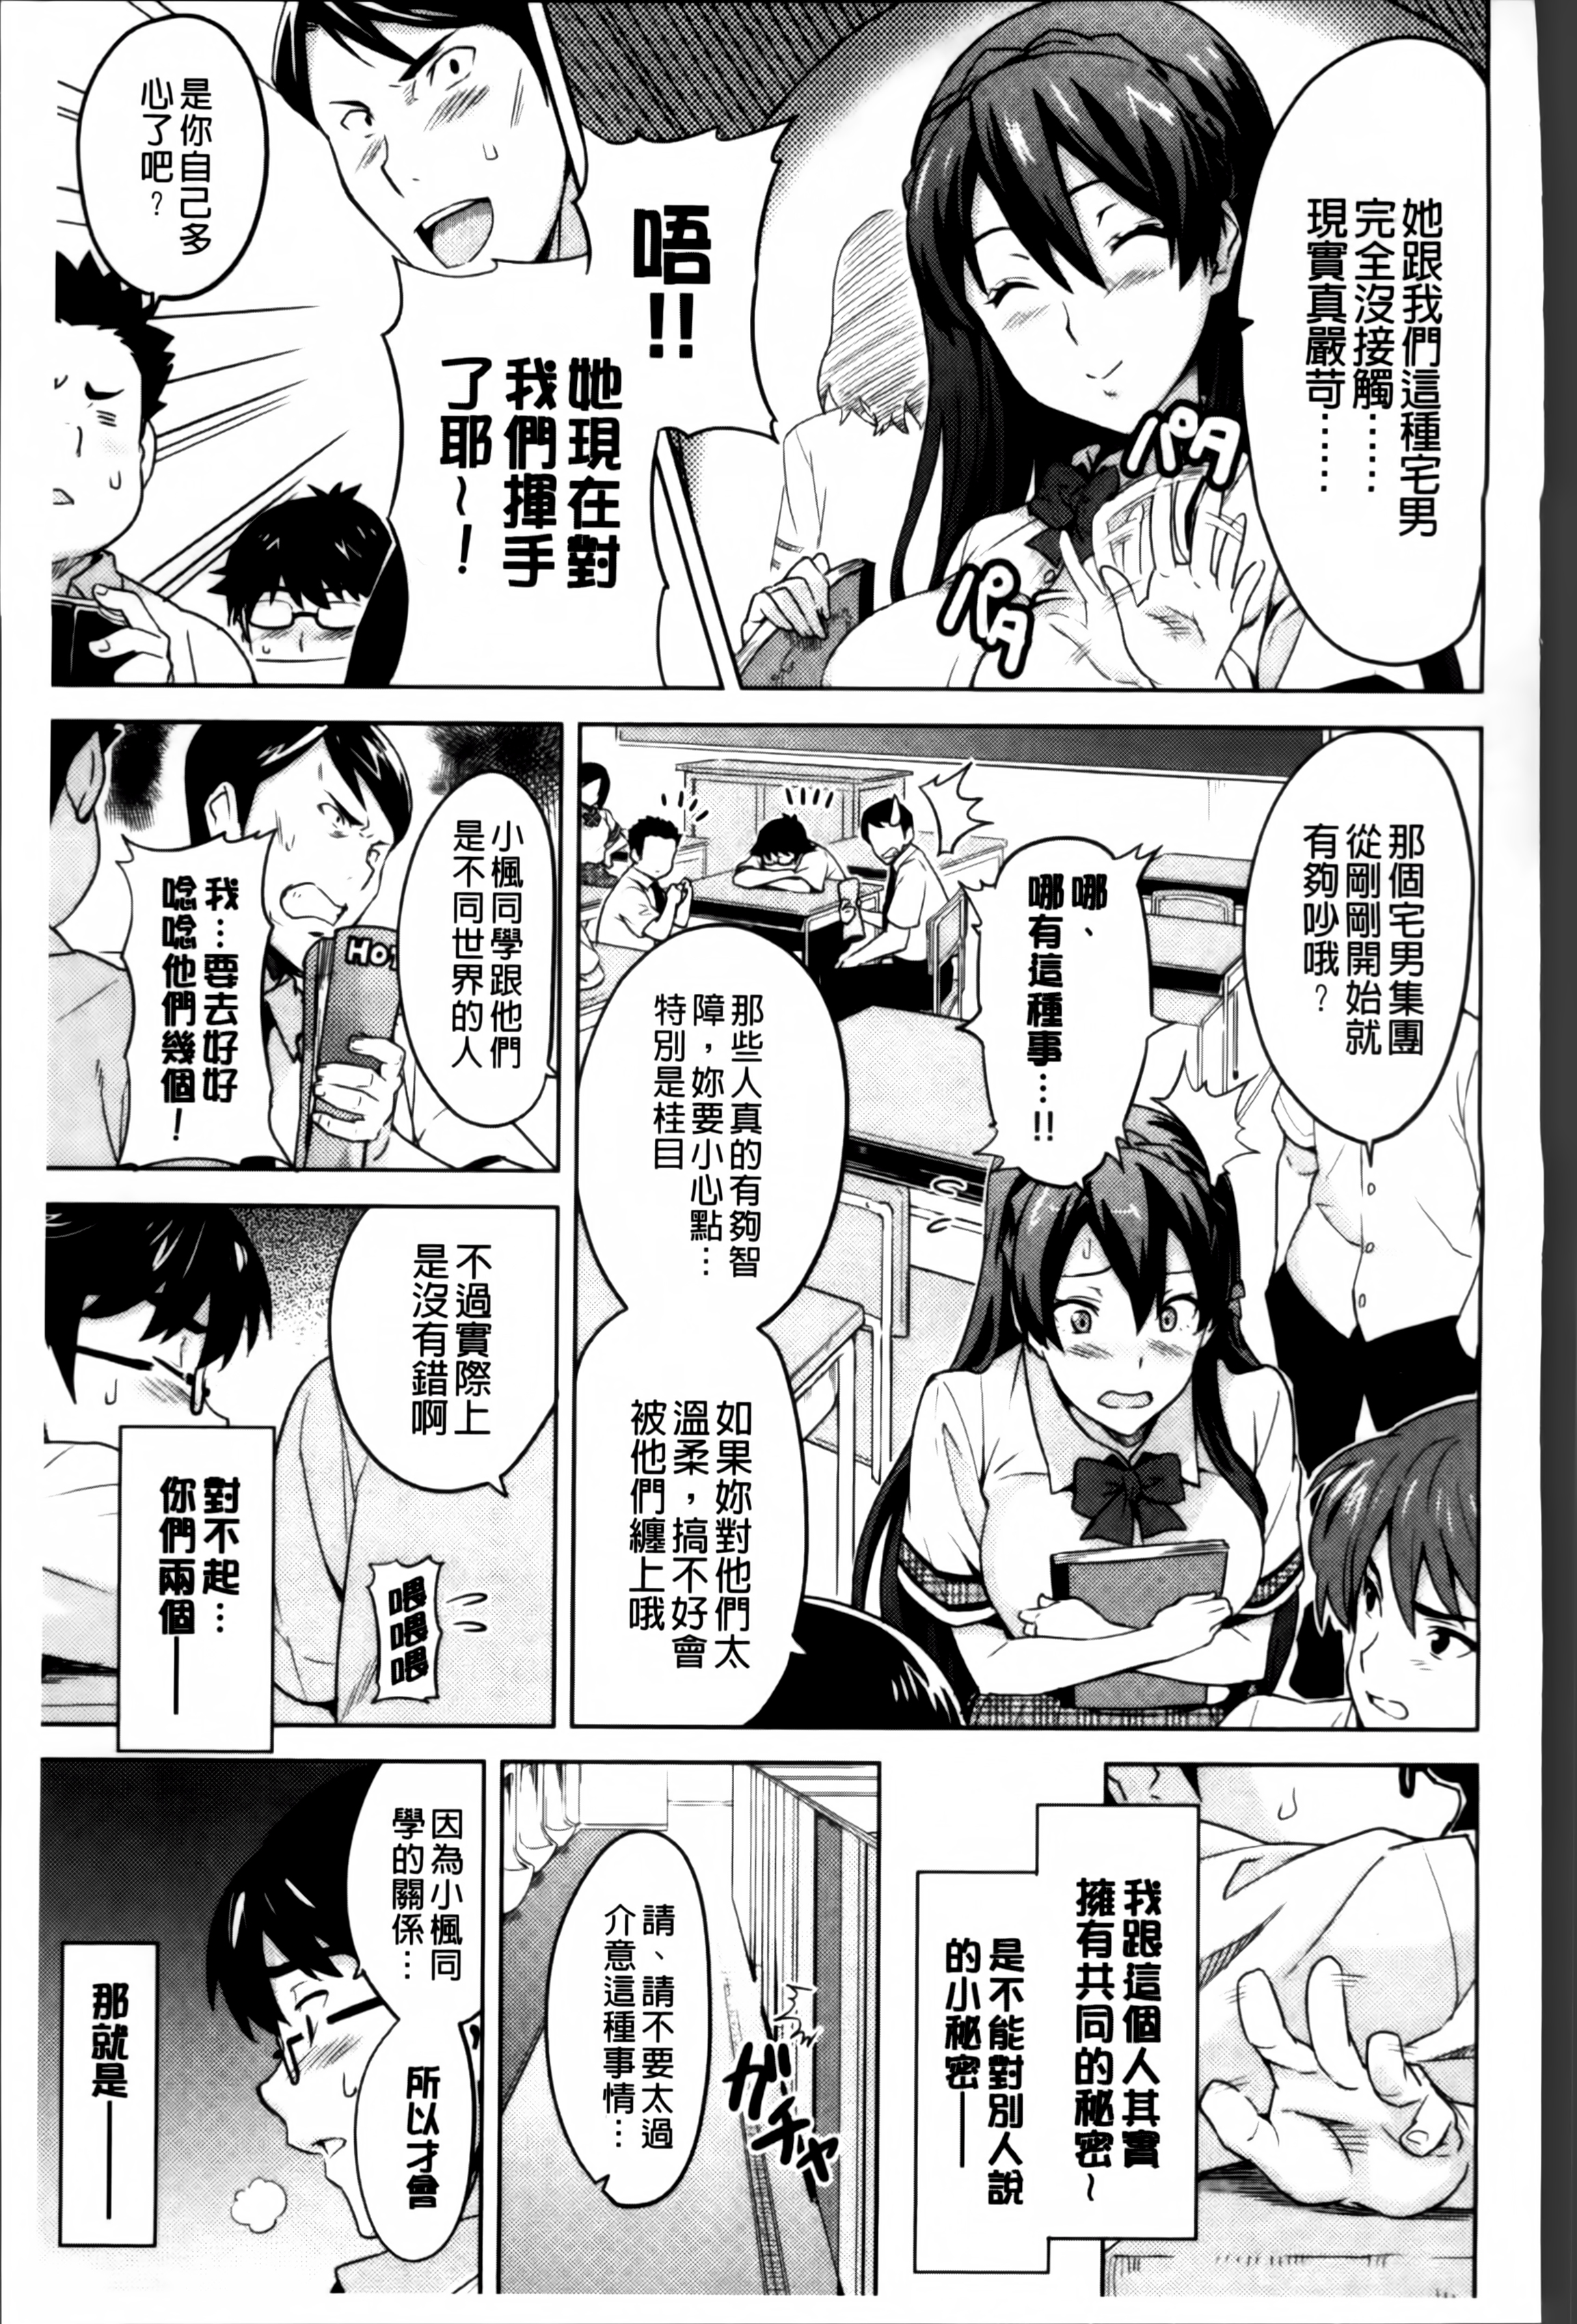 她跟我們這種宅男
完全沒接觸……
現實真嚴苛……
パタ
パタ
唔!!
她現在對
我們揮手
了耶～！
是你自己多
心了吧？
那個宅男集團
從剛剛開始就
有夠吵哦？
哪、
哪有這種事…!!
那些人真的有夠智
障，妳要小心點…
特別是桂目
如果妳對他們太
溫柔，搞不好會
被他們纏上哦
小楓同學跟他們
是不同世界的人
HOT
我…要去好好
唸唸他們幾個！
不過實際上
是沒有錯啊
喂喂喂
對不起…
你們兩個——
我跟這個人其實
擁有共同的秘密～
是不能對別人說
的小秘密——
ガチャ
請、請不要太過
介意這種事情…
因為小楓同
學的關係…
所以才會
那就是——